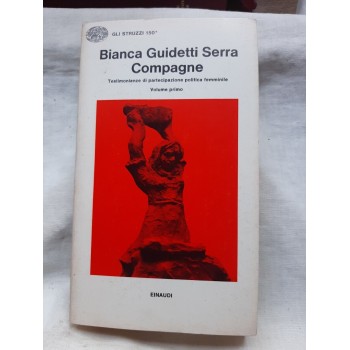 GLI STRUZZI 150*
Bianca Guidetti Serra
Compagne
Testimonianze di partecipazione politica femminile
Volume primo
EINAUDI